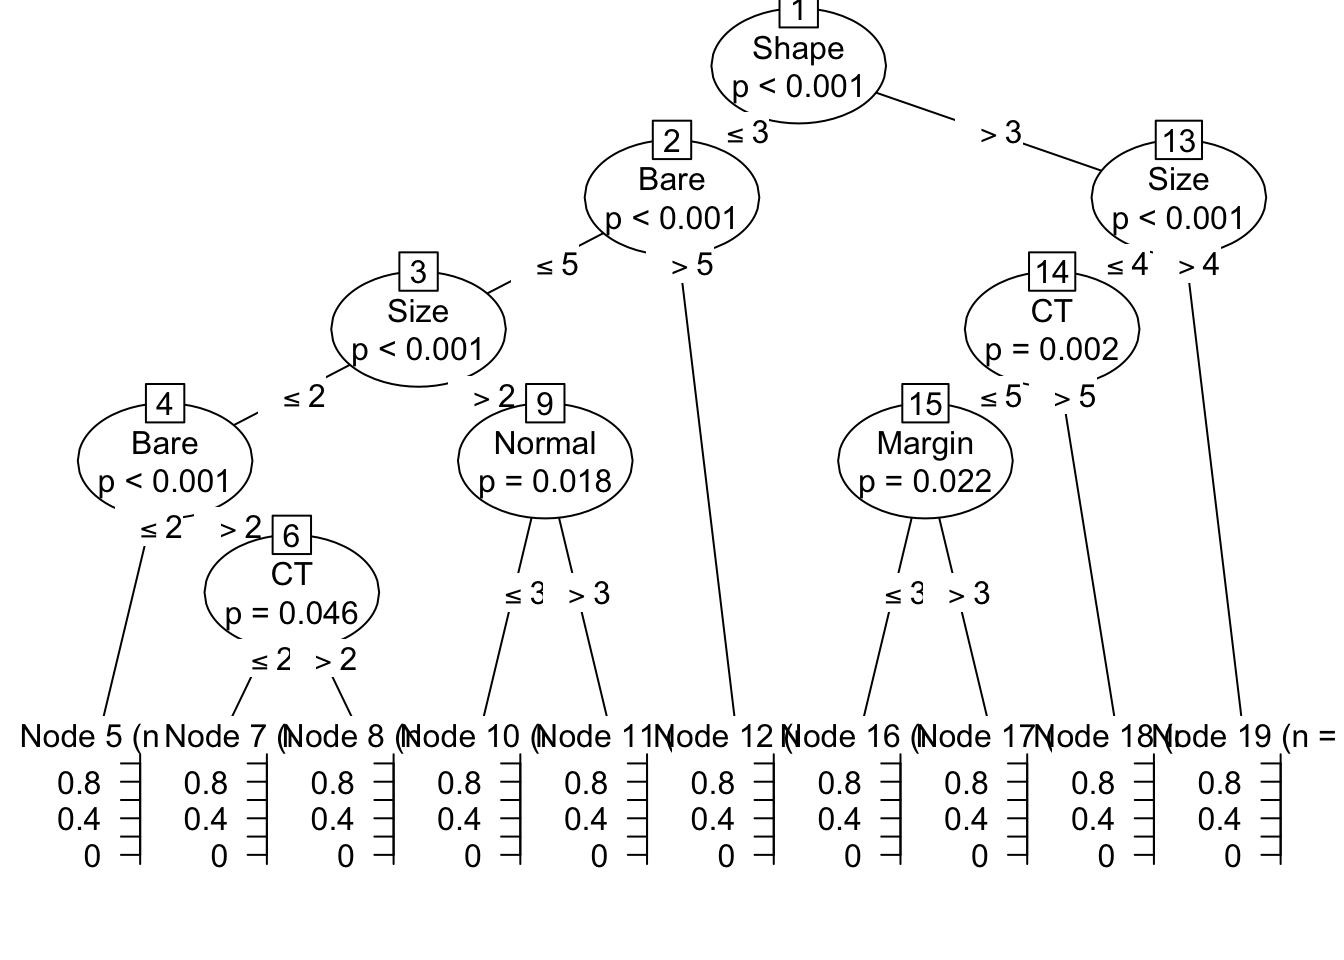 1
Shape
p < 0.001
≤ 3
> 3
2
Bare
p < 0.001
13
Size
p < 0.001
≤ 5
> 5
≤ 4
> 4
3
Size
p < 0.001
14
CT
p = 0.002
≤ 2
> 2
≤ 5
> 5
4
Bare
p < 0.001
9
Normal
p = 0.018
15
Margin
p = 0.022
≤ 2
> 2
6
CT
p = 0.046
≤ 3
> 3
≤ 3
> 3
≤ 2
> 2
Node 5 (n
Node 7 (
Node 8 (
Node 10 (
Node 11
Node 12 (
Node 16 (
Node 17
Node 18
Node 19 (n =
0.8 0.8 0.8 0.8 0.8 0.8 0.8 0.8 0.8 0.8
0.4 0.4 0.4 0.4 0.4 0.4 0.4 0.4 0.4 0.4
0 0 0 0 0 0 0 0 0 0